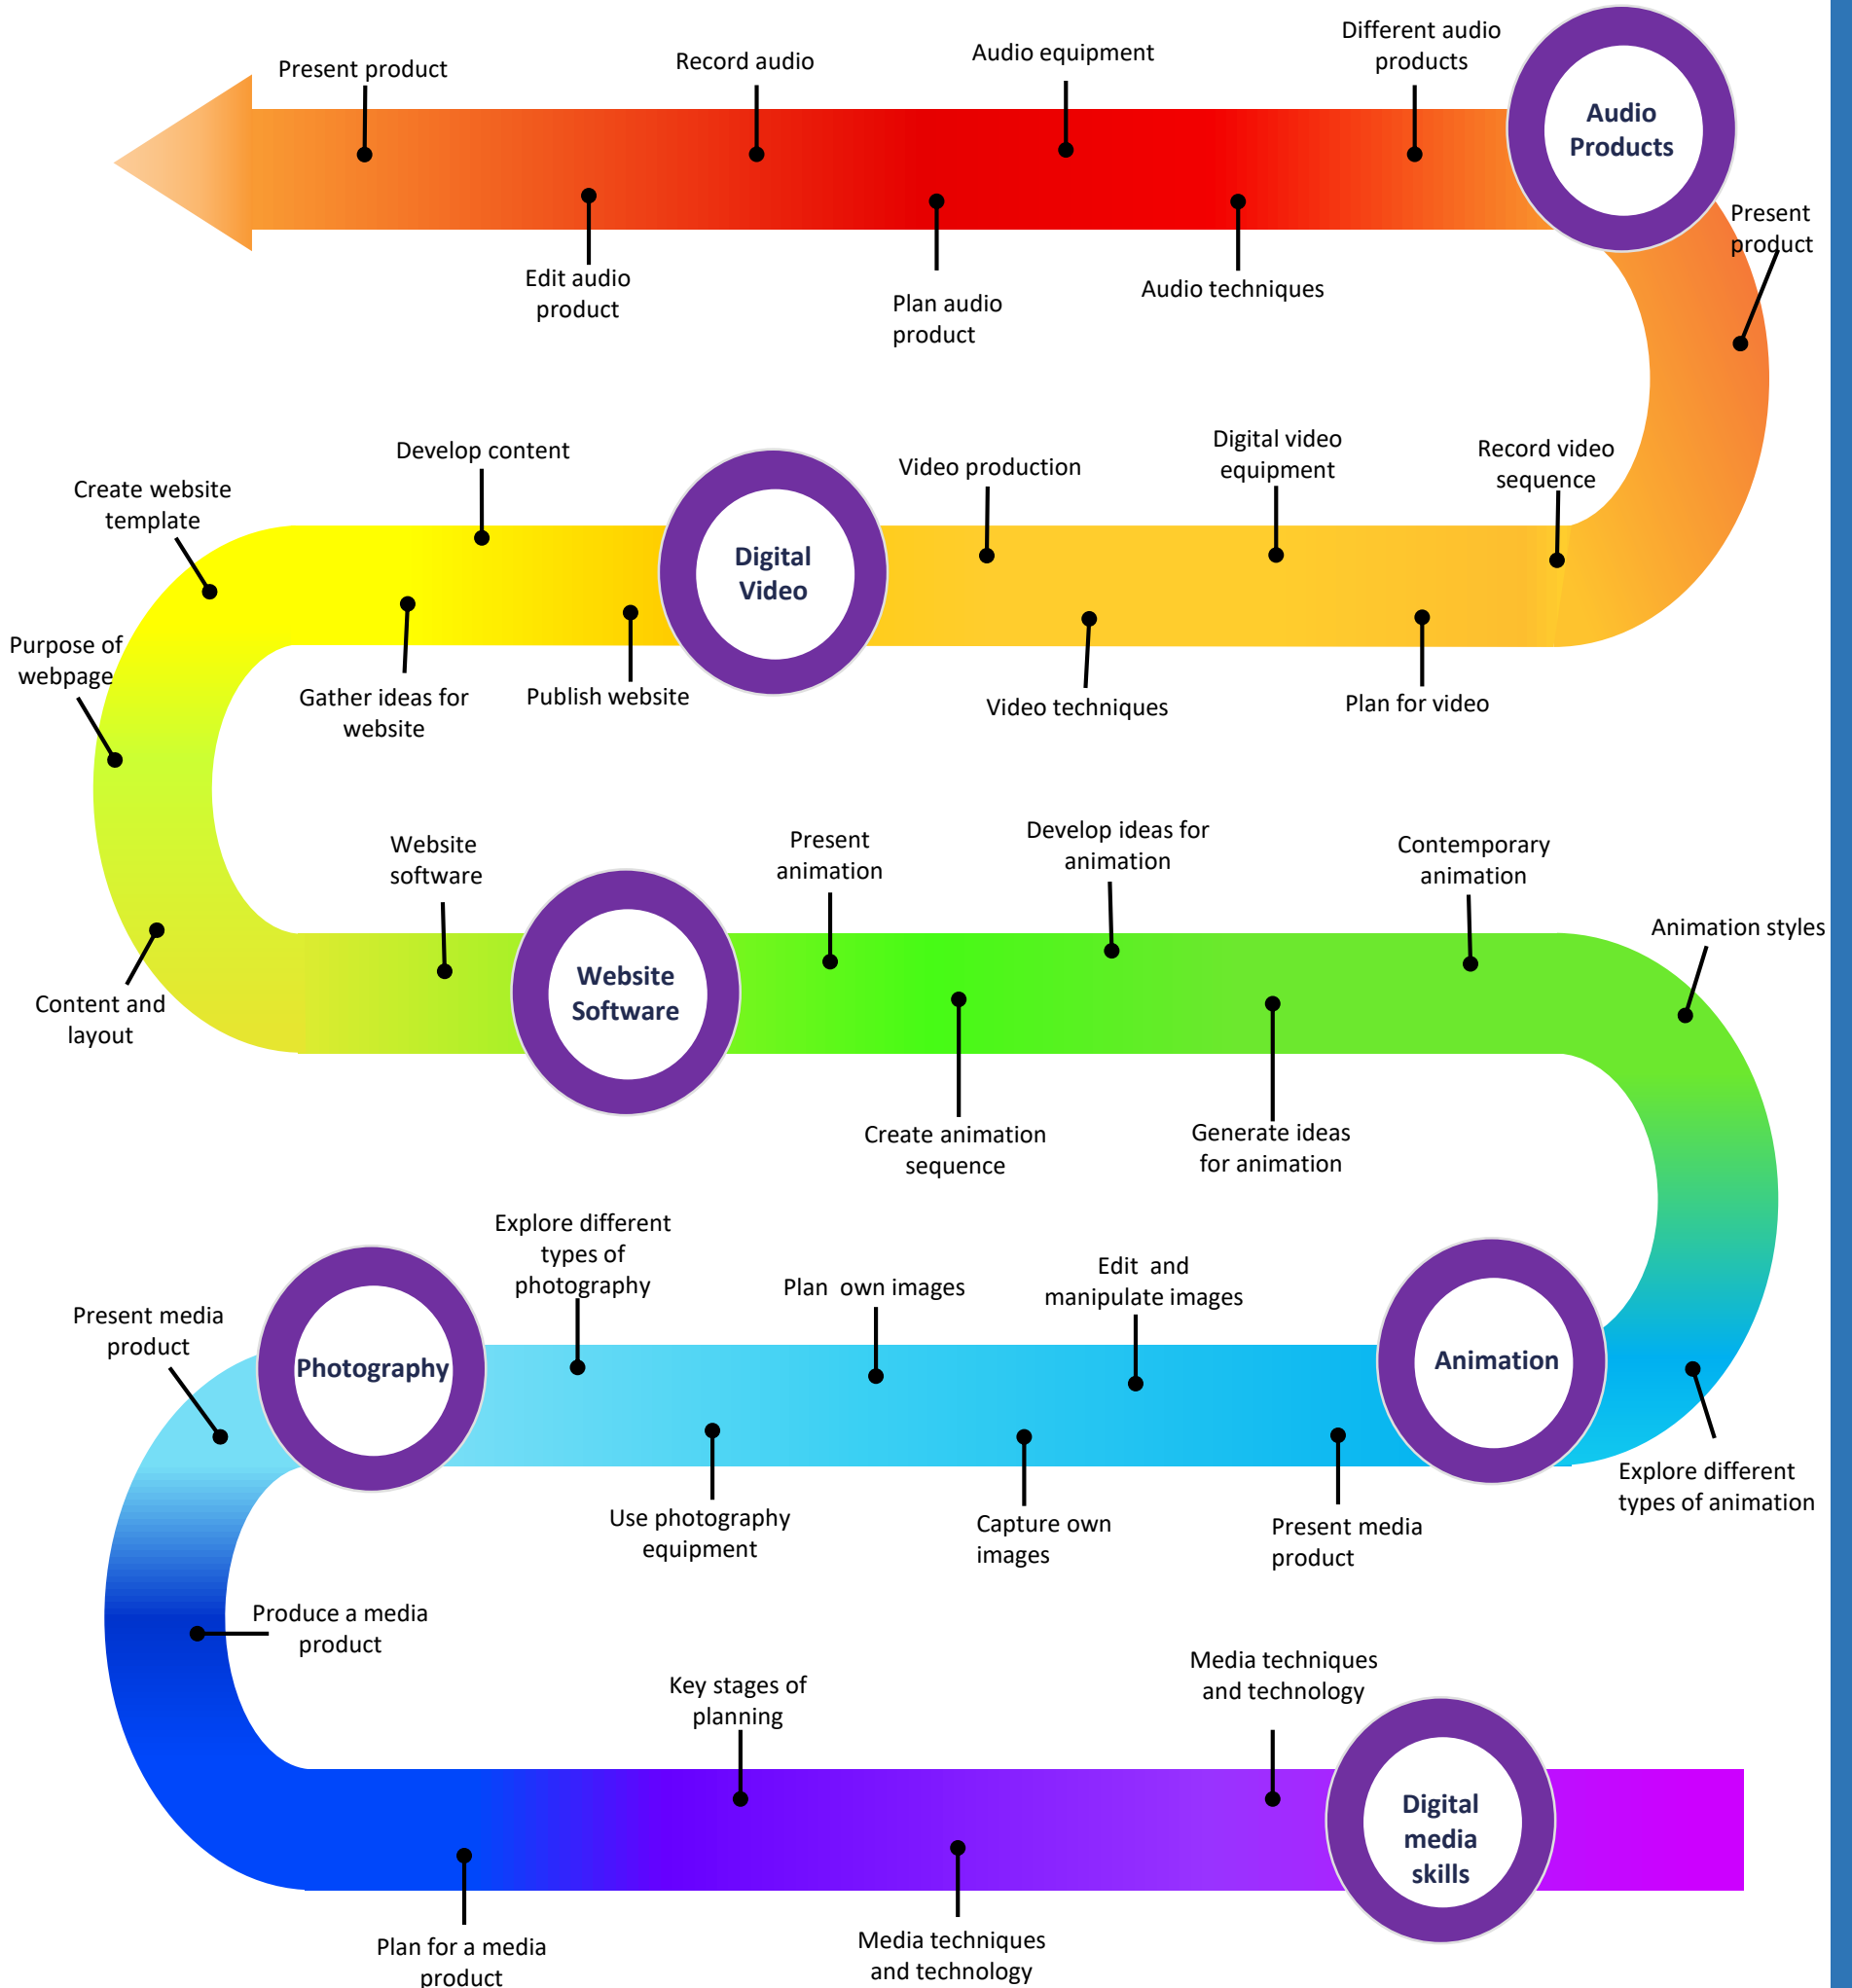 Present product
Record audio
Audio equipment
Different audio
products
Audio
Products
Edit audio
product
Plan audio
product
Audio techniques
Present
product
Create website
template
Develop content
Digital
Video
Video production
Digital video
equipment
Record video
sequence
Purpose of
webpage
Gather ideas for
website
Publish website
Video techniques
Plan for video
Website
software
Present
animation
Develop ideas for
animation
Contemporary
animation
Animation styles
Content and
layout
Website
Software
Create animation
sequence
Generate ideas
for animation
Present media
product
Photography
Explore different
types of
photography
Plan  own images
Edit  and
manipulate images
Animation
Use photography
equipment
Capture own
images
Present media
product
Explore different
types of animation
Produce a media
product
Key stages of
planning
Media techniques
and technology
Digital
media
skills
Plan for a media
product
Media techniques
and technology